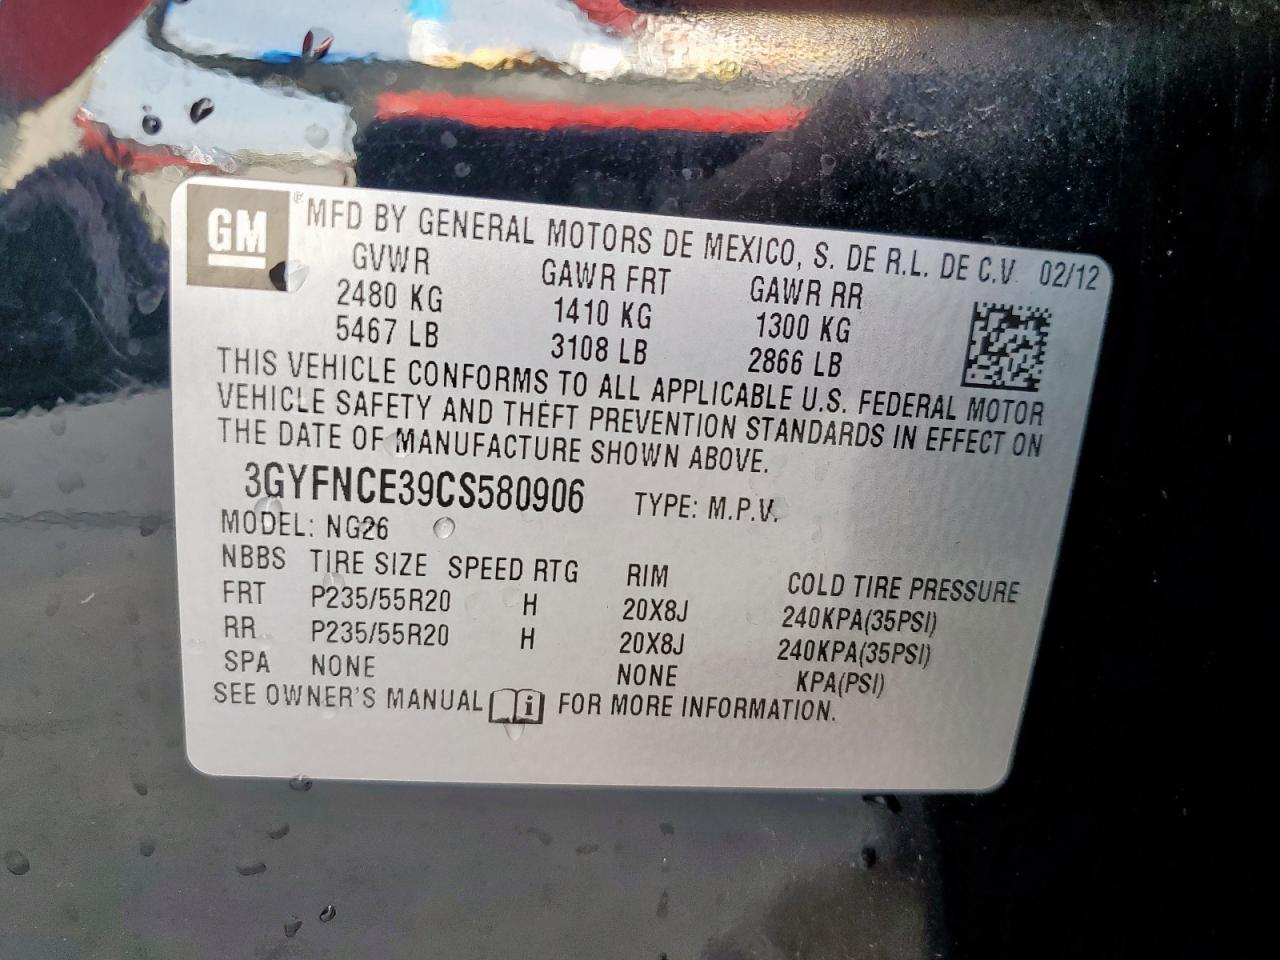 GM ® MFD BY GENERAL MOTORS DE MEXICO, S. DE R.L. DE C.V. 02/12
GVWR GAWR FRT GAWR RR
2480 KG 1410 KG 1300 KG
5467 LB 3108 LB 2866 LB
THIS VEHICLE CONFORMS TO ALL APPLICABLE U.S. FEDERAL MOTOR
VEHICLE SAFETY AND THEFT PREVENTION STANDARDS IN EFFECT ON
THE DATE OF MANUFACTURE SHOWN ABOVE.
3GYFNCE39CS580906 TYPE: M.P.V.
MODEL: NG26
NBBS TIRE SIZE SPEED RTG RIM COLD TIRE PRESSURE
FRT P235/55R20 H 20X8J 240KPA(35PSI)
RR P235/55R20 H 20X8J 240KPA(35PSI)
SPA NONE NONE KPA(PSI)
SEE OWNER'S MANUAL i FOR MORE INFORMATION.